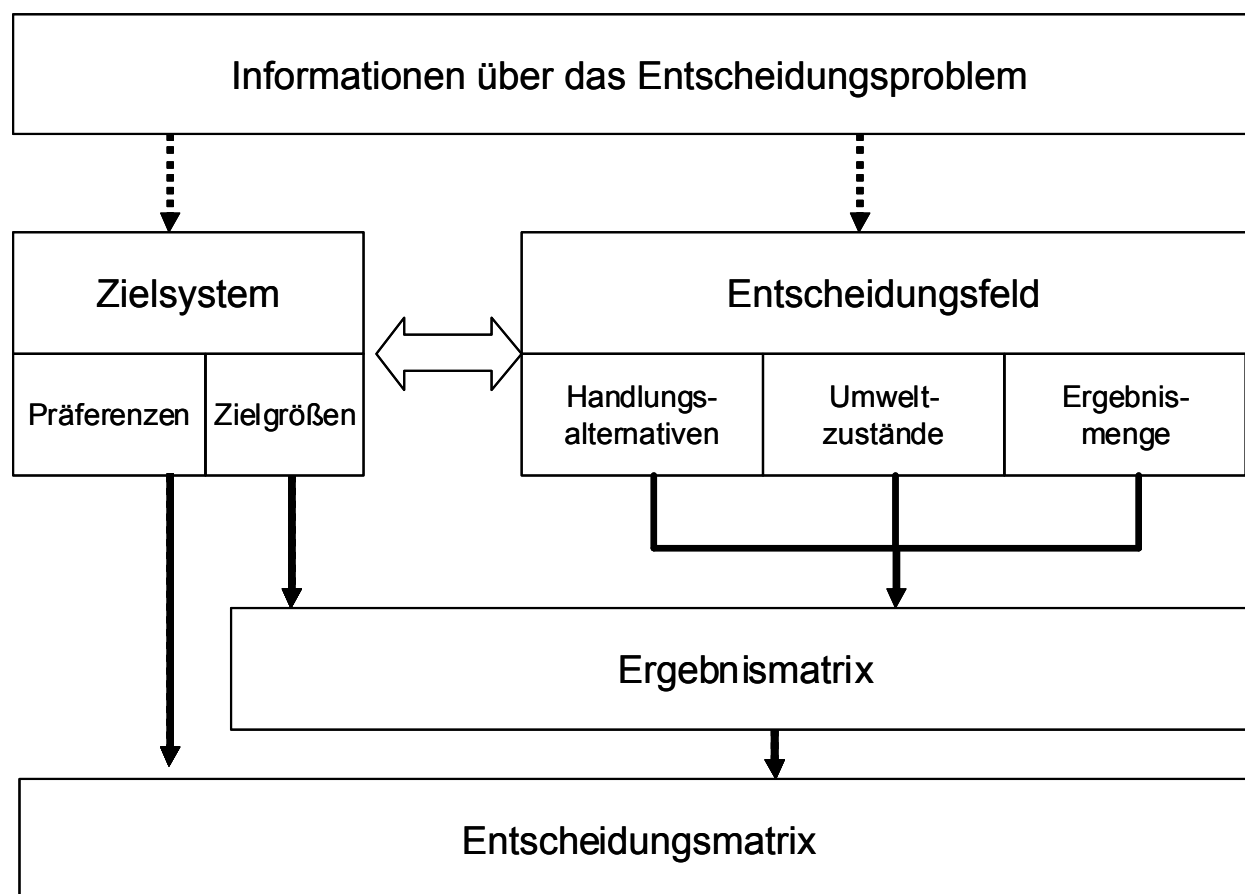 Informationen über das Entscheidungsproblem
Zielsystem
Entscheidungsfeld
Präferenzen
Zielgrößen
Handlungs-
alternativen
Umwelt-
zustände
Ergebnis-
menge
Ergebnismatrix
Entscheidungsmatrix